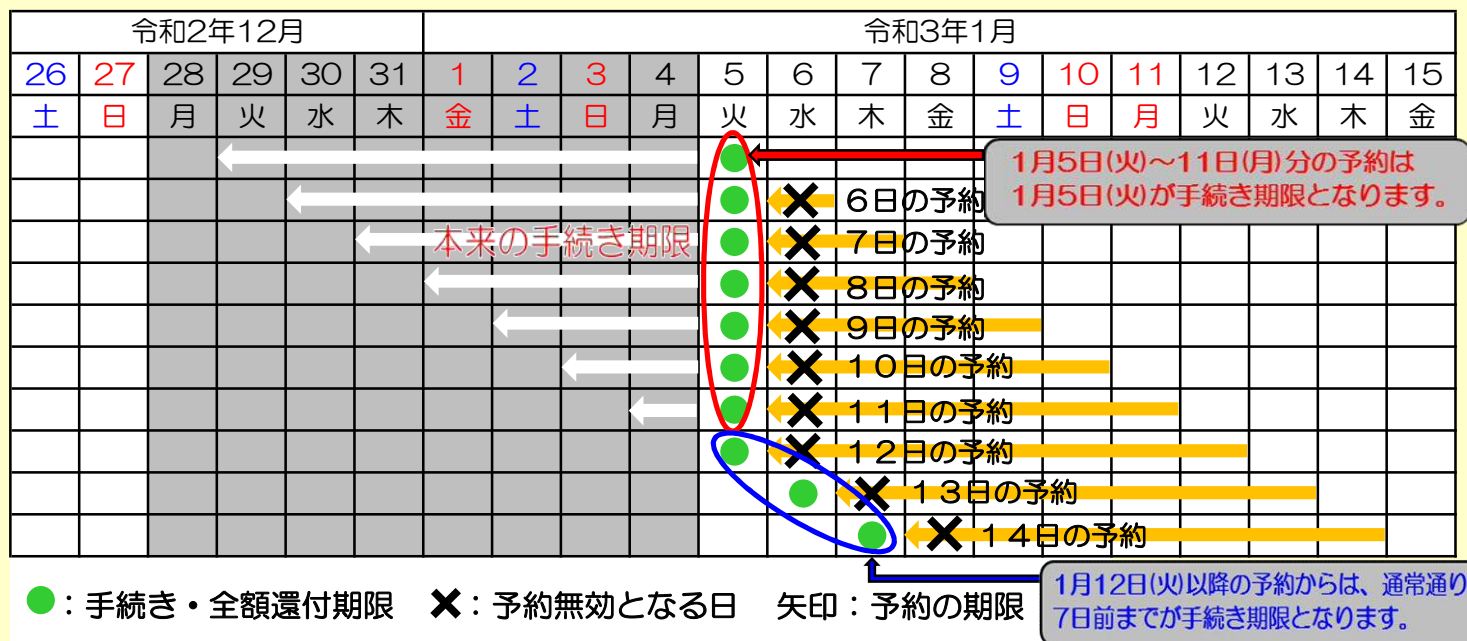 令和2年12月 令和3年1月
26 27 28 29 30 31 1 2 3 4 5 6 7 8 9 10 11 12 13 14 15
土 日 月 火 水 木 金 土 日 月 火 水 木 金 土 日 月 火 水 木 金
1月5日(火)～11日(月)分の予約は
1月5日(火)が手続き期限となります。
6日の予約
本来の手続き期限
7日の予約
8日の予約
9日の予約
10日の予約
11日の予約
12日の予約
13日の予約
14日の予約
●：手続き・全額還付期限 ✖：予約無効となる日 矢印：予約の期限
1月12日(火)以降の予約からは、通常通り
7日前までが手続き期限となります。